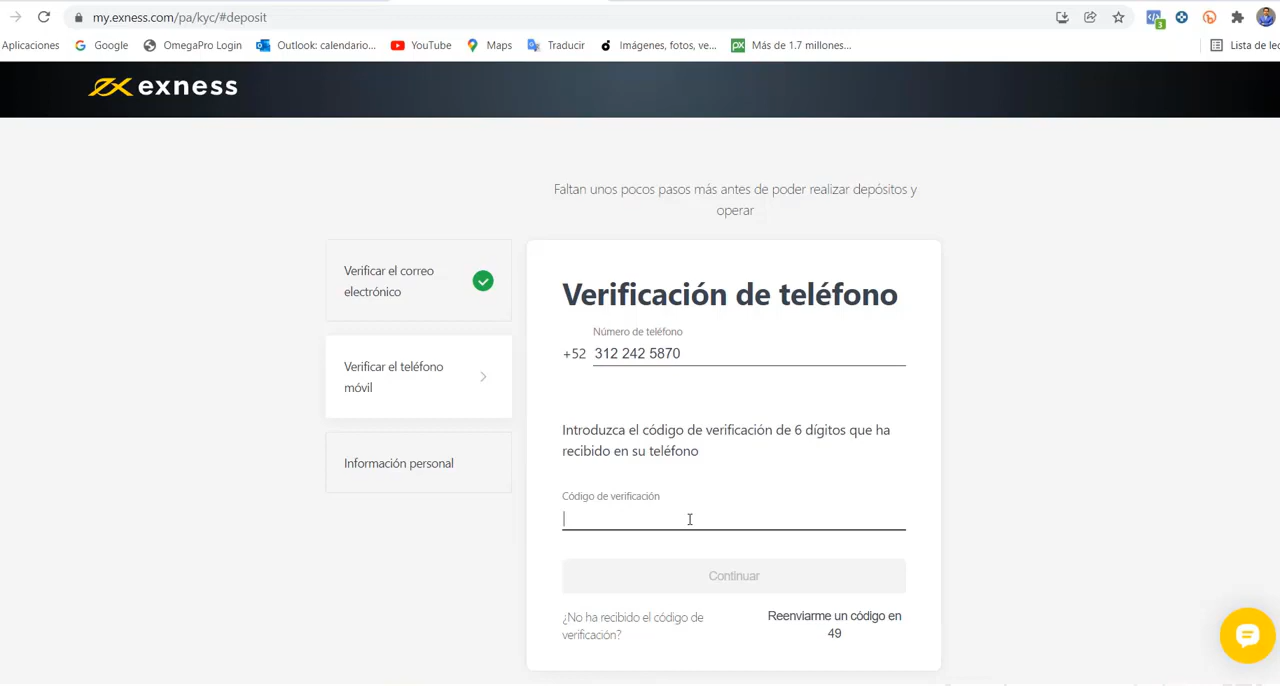 my.exness.com/pa/kyc/#deposit
3
Aplicaciones Google OmegaPro Login Outlook: calendario... YouTube Maps Traducir Imágenes, fotos, ve... Más de 1.7 millones... Lista de lec
exness
Faltan unos pocos pasos más antes de poder realizar depósitos y
operar
Verificar el correo
electrónico
Verificar el teléfono
móvil
Información personal
Verificación de teléfono
Número de teléfono
+52 312 242 5870
Introduzca el código de verificación de 6 dígitos que ha
recibido en su teléfono
Código de verificación
Continuar
¿No ha recibido el código de
verificación?
Reenviarme un código en
49